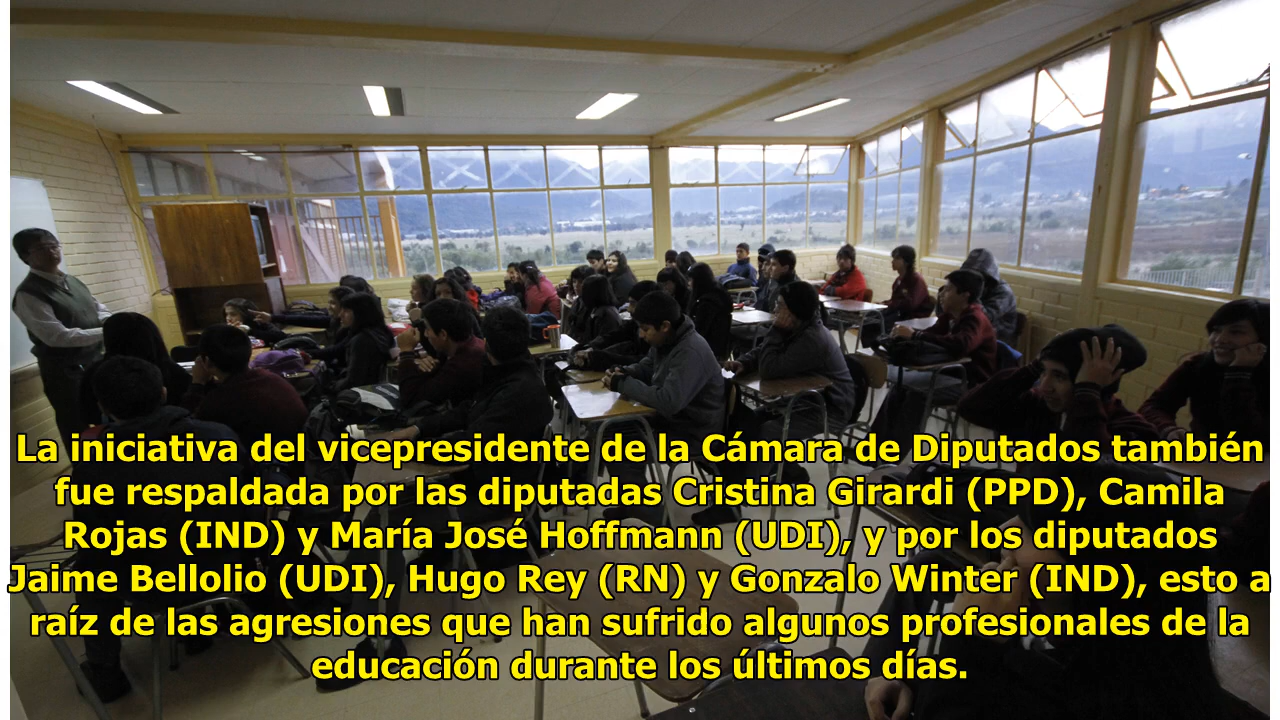 La iniciativa del vicepresidente de la Cámara de Diputados también
fue respaldada por las diputadas Cristina Girardi (PPD), Camila
Rojas (IND) y María José Hoffmann (UDI), y por los diputados
Jaime Bellolio (UDI), Hugo Rey (RN) y Gonzalo Winter (IND), esto a
raíz de las agresiones que han sufrido algunos profesionales de la
educación durante los últimos días.